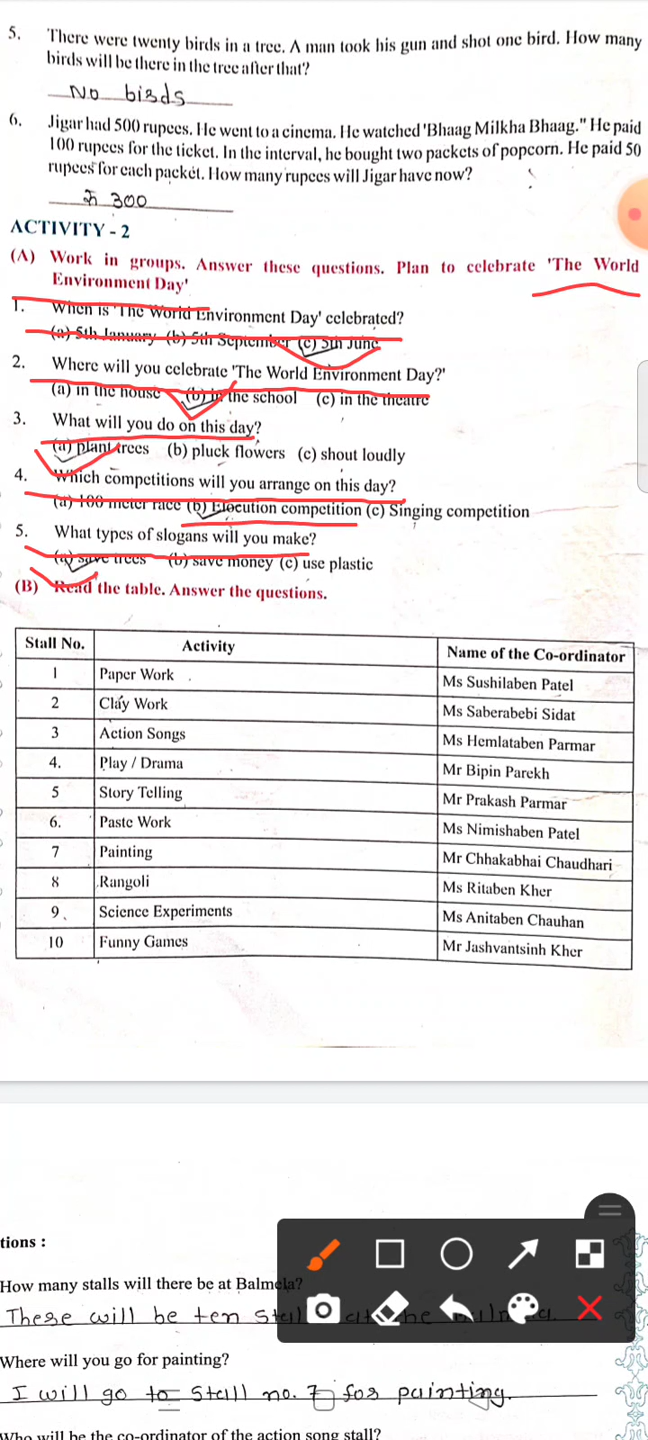 5. There were twenty birds in a tree. A man took his gun and shot one bird. How many
birds will be there in the tree after that?
No birds
6. Jigar had 500 rupees. He went to a cinema. He watched 'Bhaag Milkha Bhaag." He paid
100 rupees for the ticket. In the interval, he bought two packets of popcorn. He paid 50
rupees for each packet. How many rupees will Jigar have now?
₹ 300
ACTIVITY - 2
(A) Work in groups. Answer these questions. Plan to celebrate 'The World
Environment Day'
1. When is 'The World Environment Day' celebrated?
(a) 5th January (b) 5th September (c) 5th June
2. Where will you celebrate 'The World Environment Day?'
(a) in the house (b) in the school (c) in the theatre
3. What will you do on this day?
(a) plant trees (b) pluck flowers (c) shout loudly
4. Which competitions will you arrange on this day?
(a) 100 meter race (b) Elocution competition (c) Singing competition
5. What types of slogans will you make?
(a) save trees (b) save money (c) use plastic
(B) Read the table. Answer the questions.
Stall No. Activity Name of the Co-ordinator
1 Paper Work Ms Sushilaben Patel
2 Clay Work Ms Saberabebi Sidat
3 Action Songs Ms Hemlataben Parmar
4. Play / Drama Mr Bipin Parekh
5 Story Telling Mr Prakash Parmar
6. Paste Work Ms Nimishaben Patel
7 Painting Mr Chhakabhai Chaudhari
8 Rangoli Ms Ritaben Kher
9 Science Experiments Ms Anitaben Chauhan
10 Funny Games Mr Jashvantsinh Kher
tions :
How many stalls will there be at Balmela?
There will be ten
Where will you go for painting?
I will go to stall no. 7 for painting.
Who will be the co-ordinator of the action song stall?